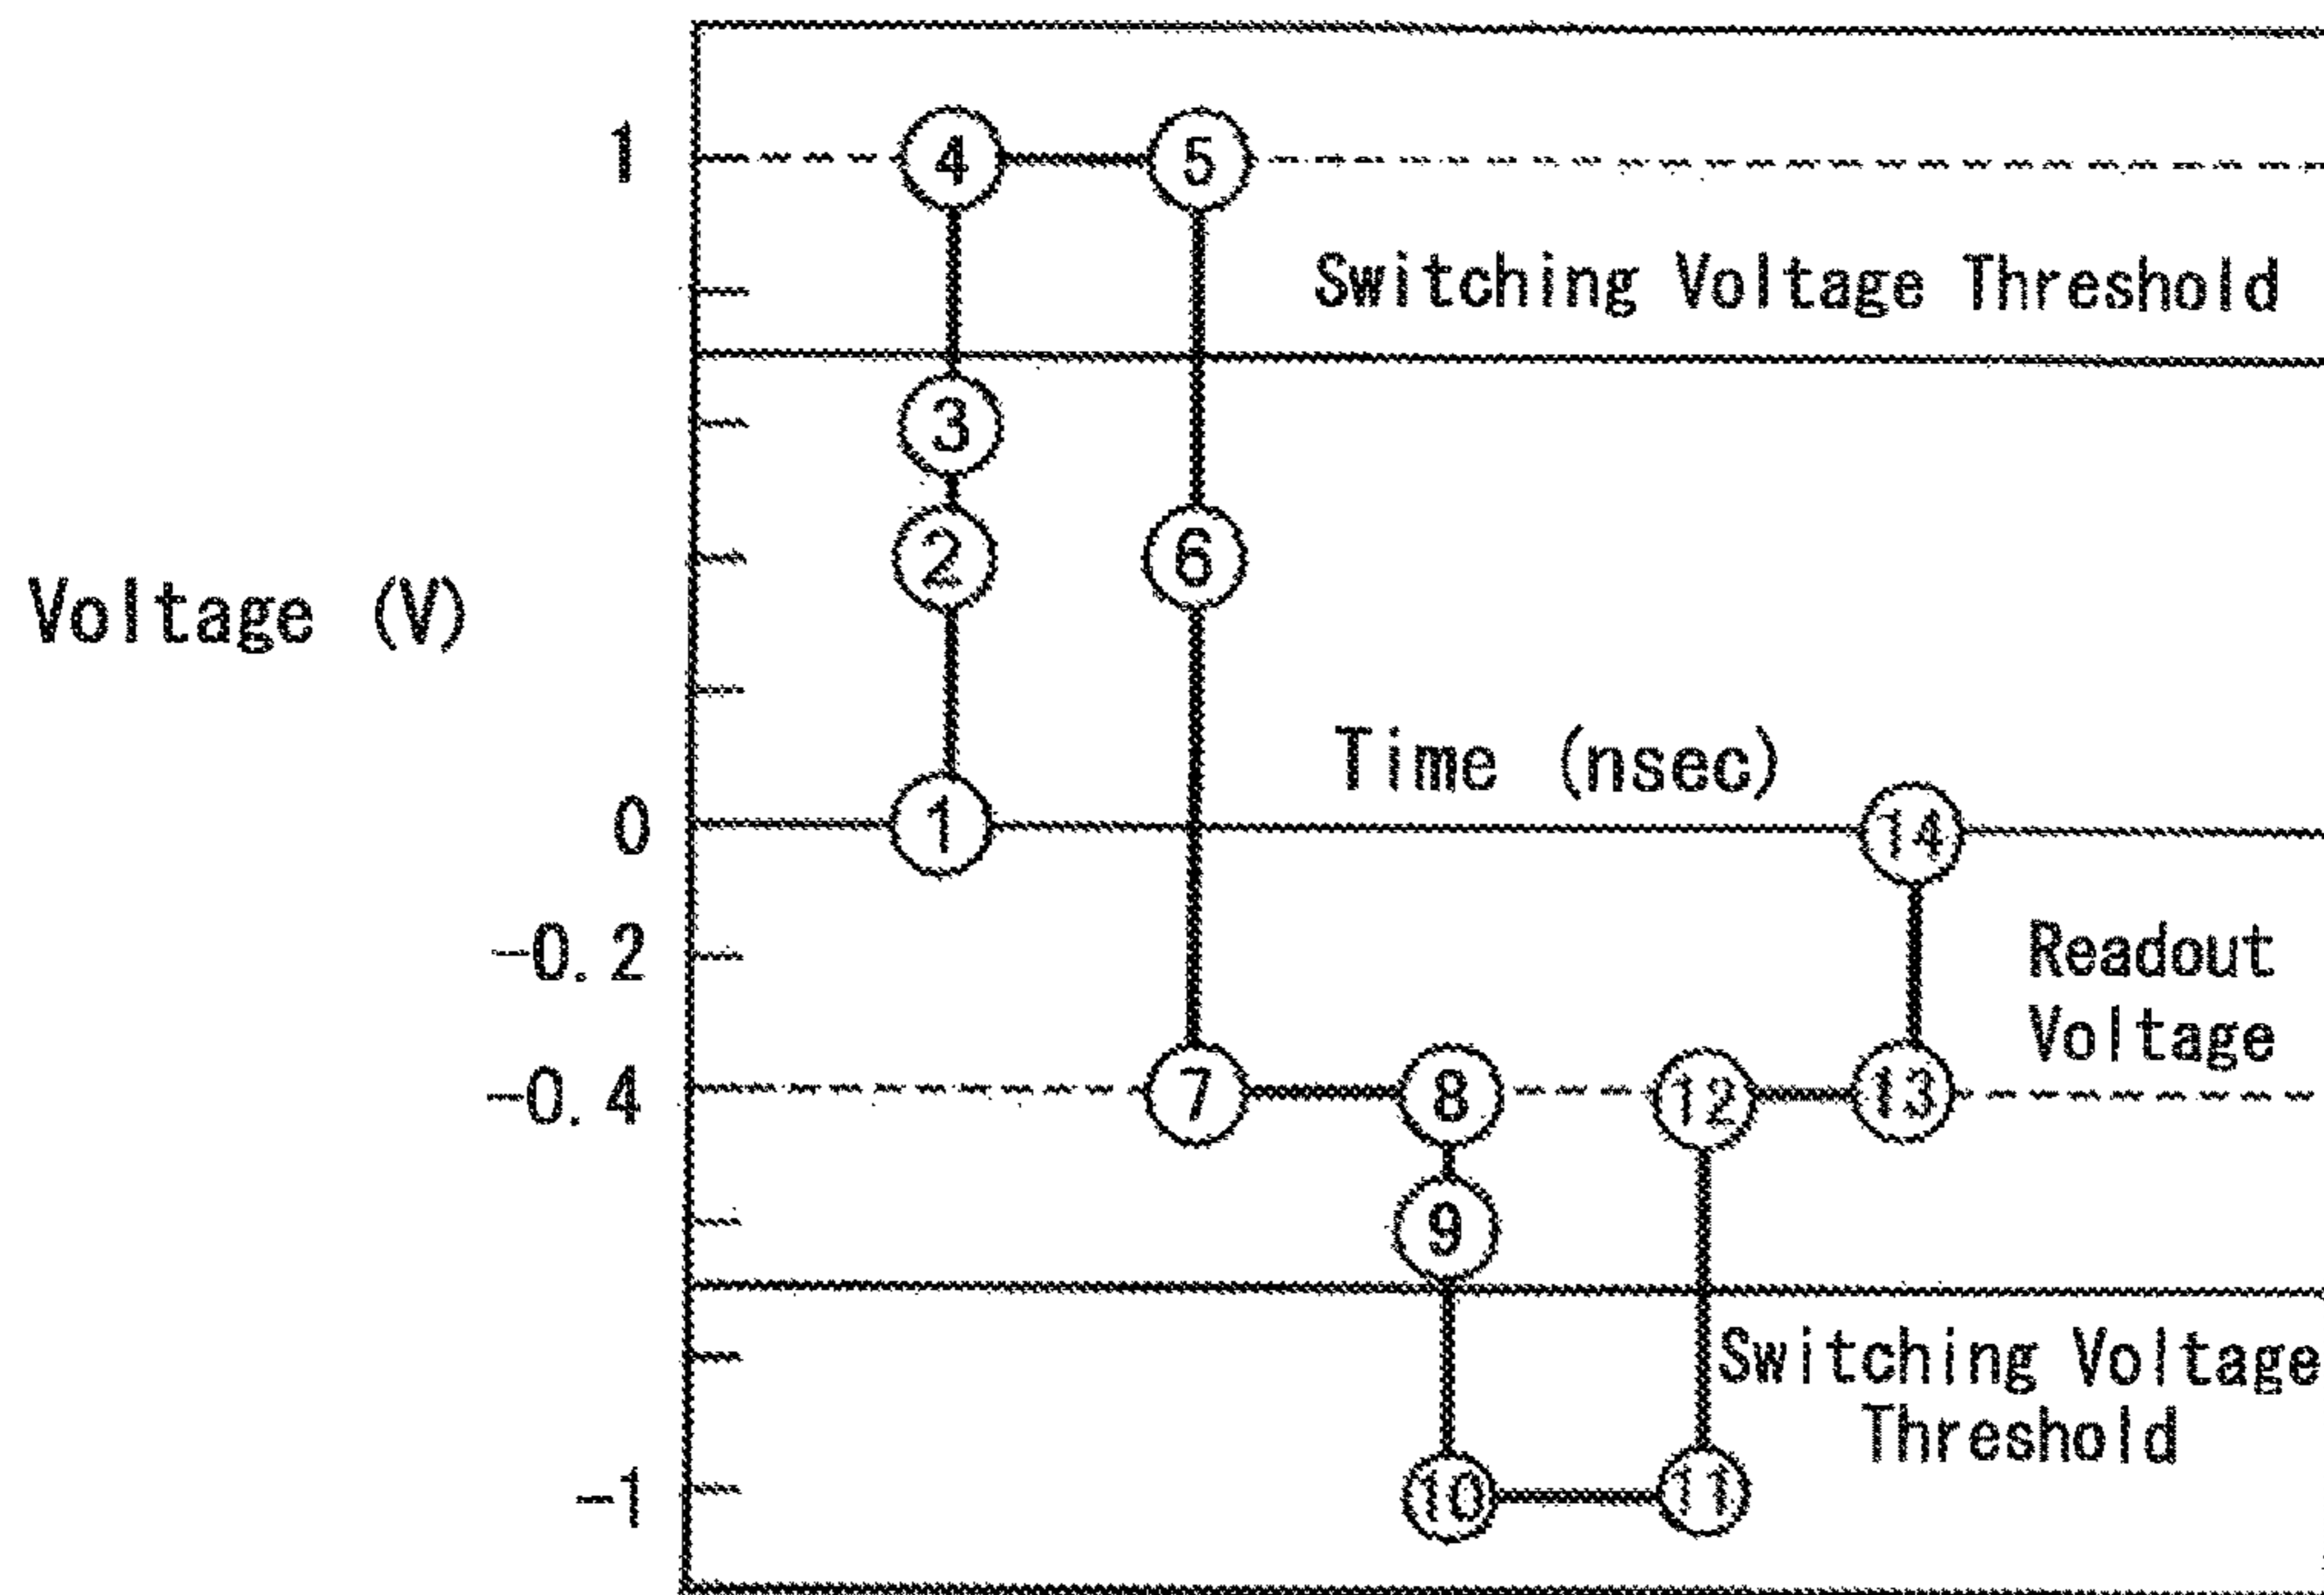 1
4
5
Switching Voltage Threshold
3
2
6
Voltage (V)
Time (nsec)
0
1
14
-0.2
Readout
Voltage
-0.4
7
8
12
13
9
Switching Voltage
Threshold
-1
10
11